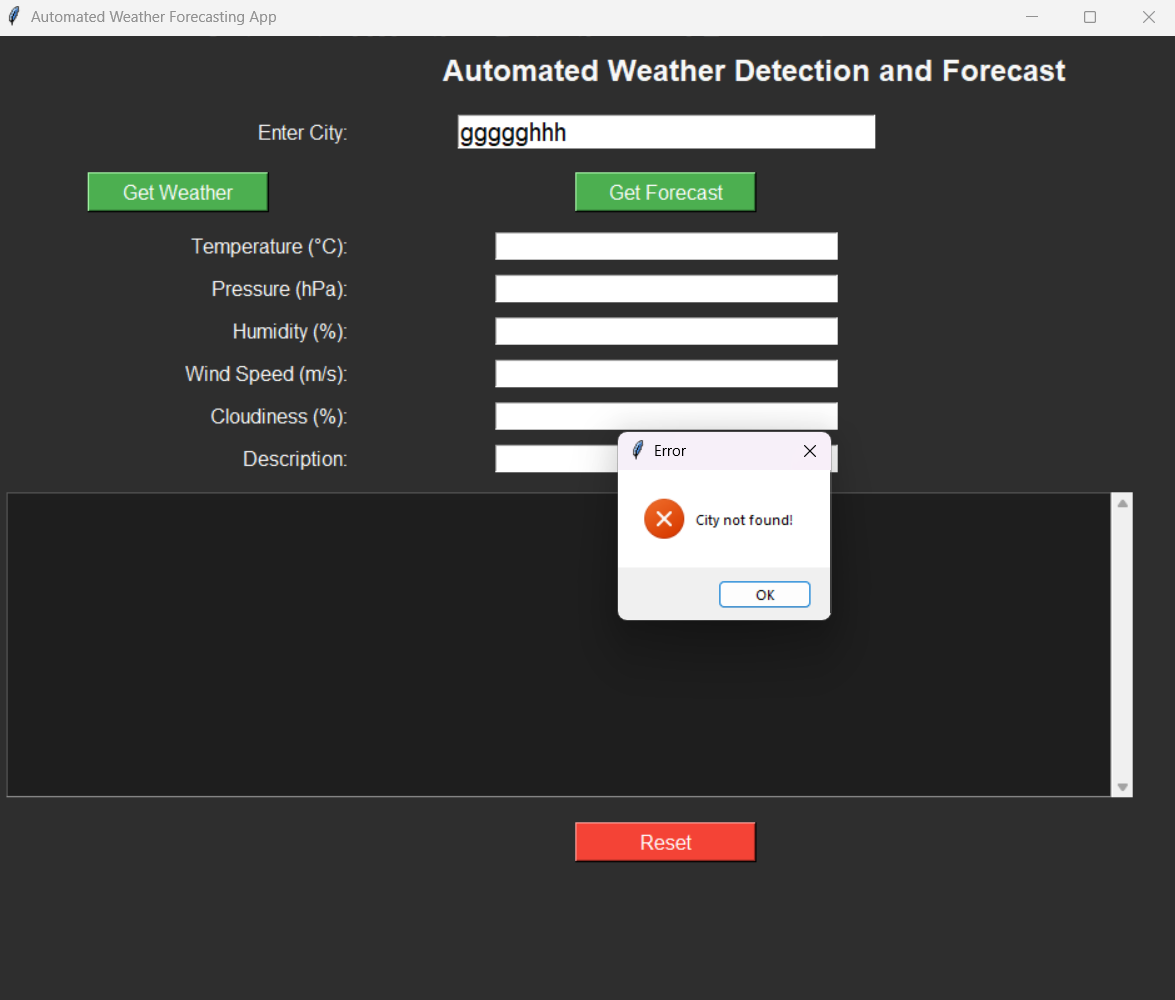 Automated Weather Forecasting App
Automated Weather Detection and Forecast
Enter City: ggggghhh
Get Weather Get Forecast
Temperature (°C):
Pressure (hPa):
Humidity (%):
Wind Speed (m/s):
Cloudiness (%):
Description:
Error
City not found!
OK
Reset